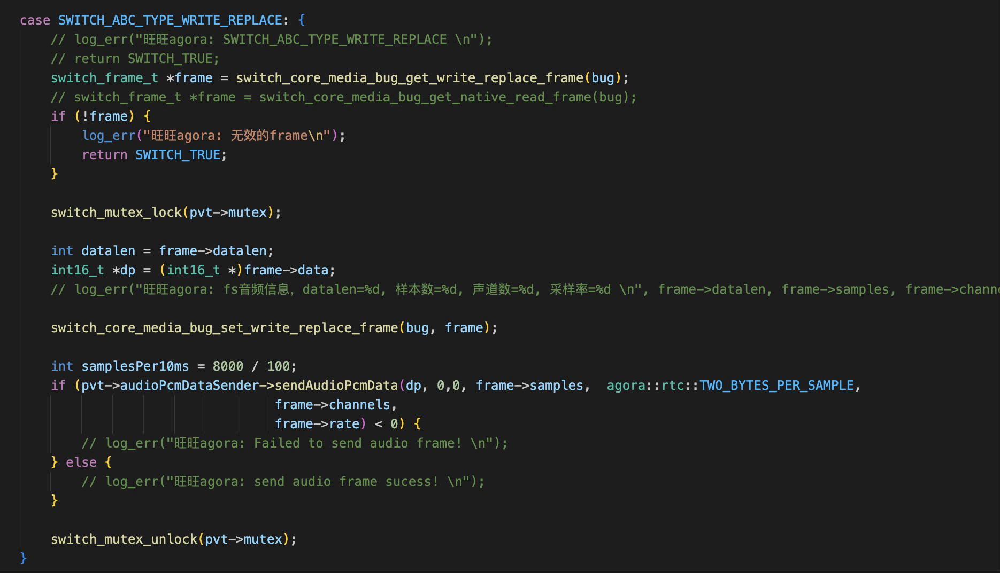 case SWITCH_ABC_TYPE_WRITE_REPLACE: {
// log_err("旺旺agora: SWITCH_ABC_TYPE_WRITE_REPLACE \n");
// return SWITCH_TRUE;
switch_frame_t *frame = switch_core_media_bug_get_write_replace_frame(bug);
// switch_frame_t *frame = switch_core_media_bug_get_native_read_frame(bug);
if (!frame) {
log_err("旺旺agora: 无效的frame\n");
return SWITCH_TRUE;
}
switch_mutex_lock(pvt->mutex);
int datalen = frame->datalen;
int16_t *dp = (int16_t *)frame->data;
// log_err("旺旺agora: fs音频信息，datalen=%d, 样本数=%d, 声道数=%d, 采样率=%d \n", frame->datalen, frame->samples, frame->chann
switch_core_media_bug_set_write_replace_frame(bug, frame);
int samplesPer10ms = 8000 / 100;
if (pvt->audioPcmDataSender->sendAudioPcmData(dp, 0,0, frame->samples,  agora::rtc::TWO_BYTES_PER_SAMPLE,
frame->channels,
frame->rate) < 0) {
// log_err("旺旺agora: Failed to send audio frame! \n");
} else {
// log_err("旺旺agora: send audio frame sucess! \n");
}
switch_mutex_unlock(pvt->mutex);
}